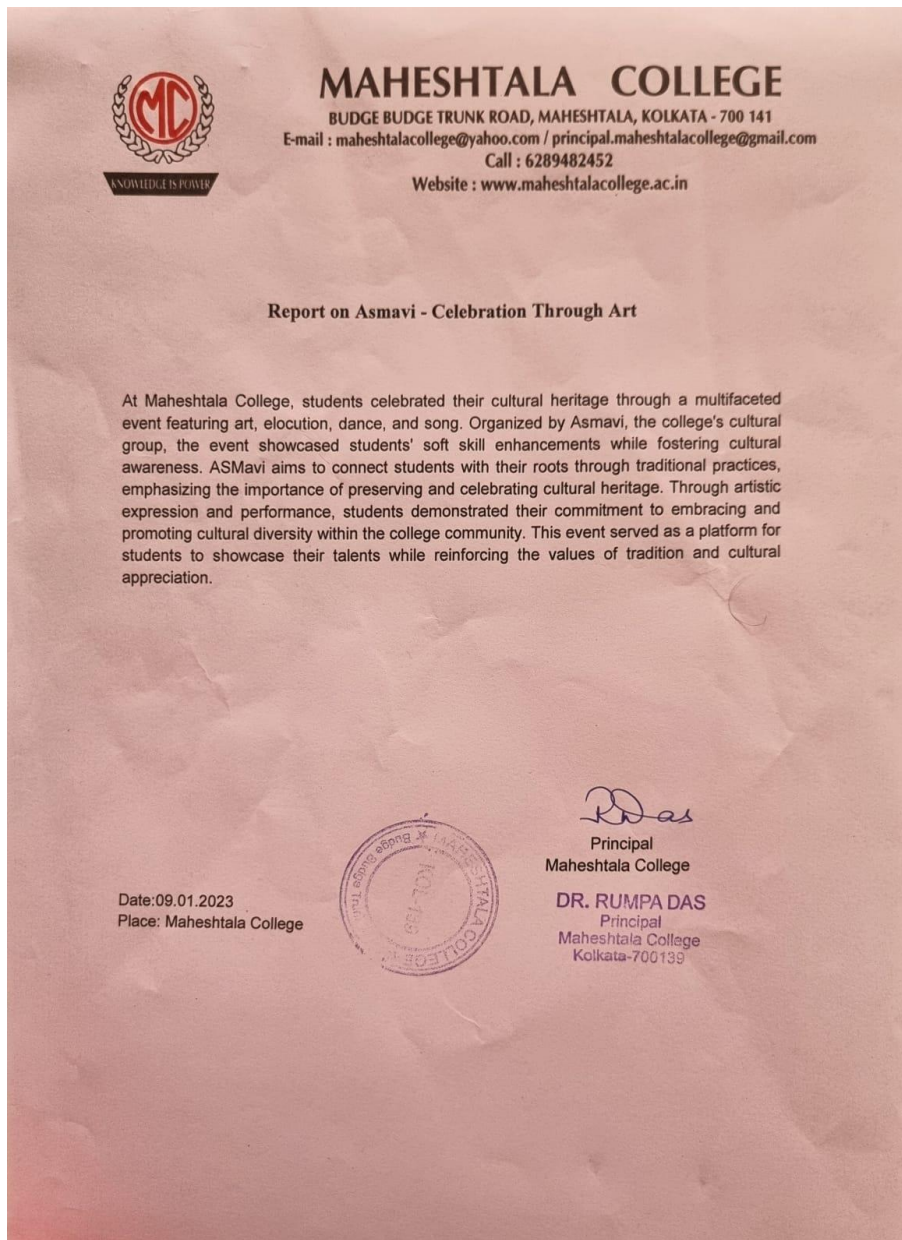 MC
KNOWLEDGE IS POWER
MAHESHTALA COLLEGE
BUDGE BUDGE TRUNK ROAD, MAHESHTALA, KOLKATA - 700 141
E-mail : maheshtalacollege@yahoo.com / principal.maheshtalacollege@gmail.com
Call : 6289482452
Website : www.maheshtalacollege.ac.in
Report on Asmavi - Celebration Through Art
At Maheshtala College, students celebrated their cultural heritage through a multifaceted
event featuring art, elocution, dance, and song. Organized by Asmavi, the college's cultural
group, the event showcased students' soft skill enhancements while fostering cultural
awareness. ASMavi aims to connect students with their roots through traditional practices,
emphasizing the importance of preserving and celebrating cultural heritage. Through artistic
expression and performance, students demonstrated their commitment to embracing and
promoting cultural diversity within the college community. This event served as a platform for
students to showcase their talents while reinforcing the values of tradition and cultural
appreciation.
RDas
Principal
Maheshtala College
DR. RUMPA DAS
Principal
Maheshtala College
Kolkata-700139
Date:09.01.2023
Place: Maheshtala College
MAHESHTALA COLLEGE
Budge Budge